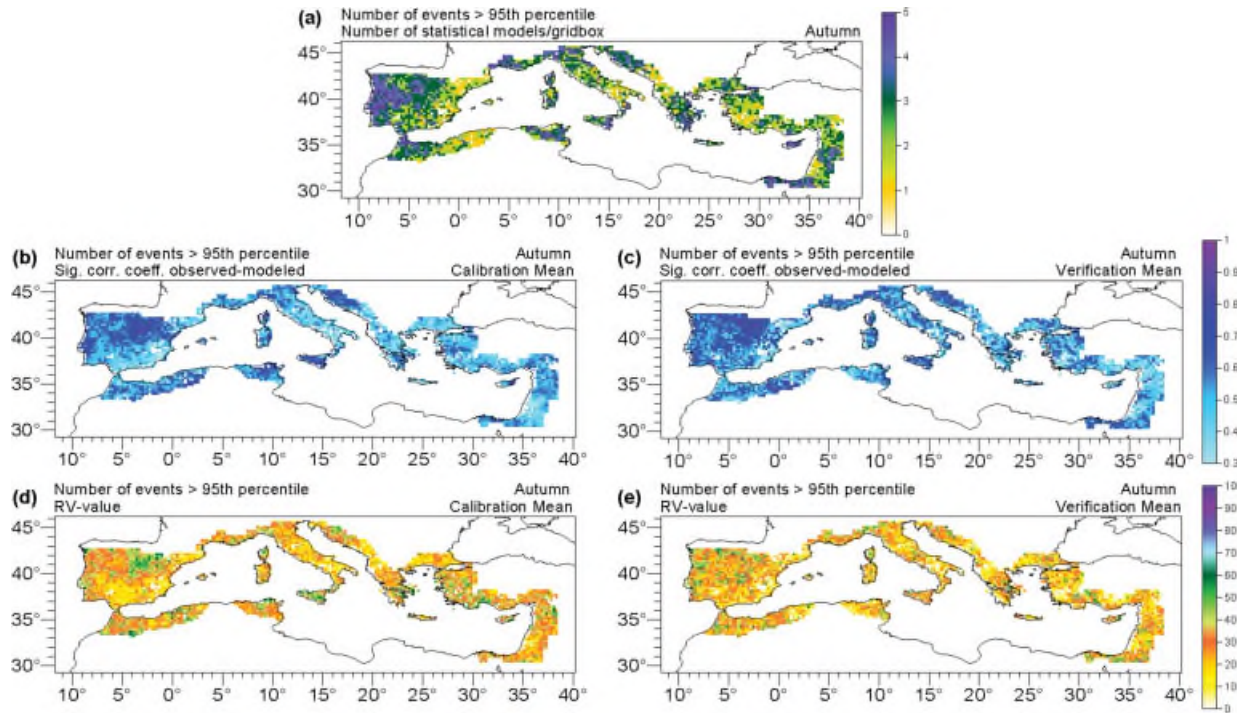 (a) Number of events > 95th percentile
Number of statistical models/gridbox Autumn
45°
40°
35°
30°
10° 5° 0° 5° 10° 15° 20° 25° 30° 35° 40°
5
4
3
2
1
0
(b) Number of events > 95th percentile Autumn
Sig. corr. coeff. observed-modeled Calibration Mean
45°
40°
35°
30°
10° 5° 0° 5° 10° 15° 20° 25° 30° 35° 40°
(c) Number of events > 95th percentile Autumn
Sig. corr. coeff. observed-modeled Verification Mean
45°
40°
35°
30°
10° 5° 0° 5° 10° 15° 20° 25° 30° 35° 40°
1
0.9
0.8
0.7
0.6
0.5
0.4
0.3
(d) Number of events > 95th percentile Autumn
RV-value Calibration Mean
45°
40°
35°
30°
10° 5° 0° 5° 10° 15° 20° 25° 30° 35° 40°
(e) Number of events > 95th percentile Autumn
RV-value Verification Mean
45°
40°
35°
30°
10° 5° 0° 5° 10° 15° 20° 25° 30° 35° 40°
90
80
70
60
50
40
30
20
10
0